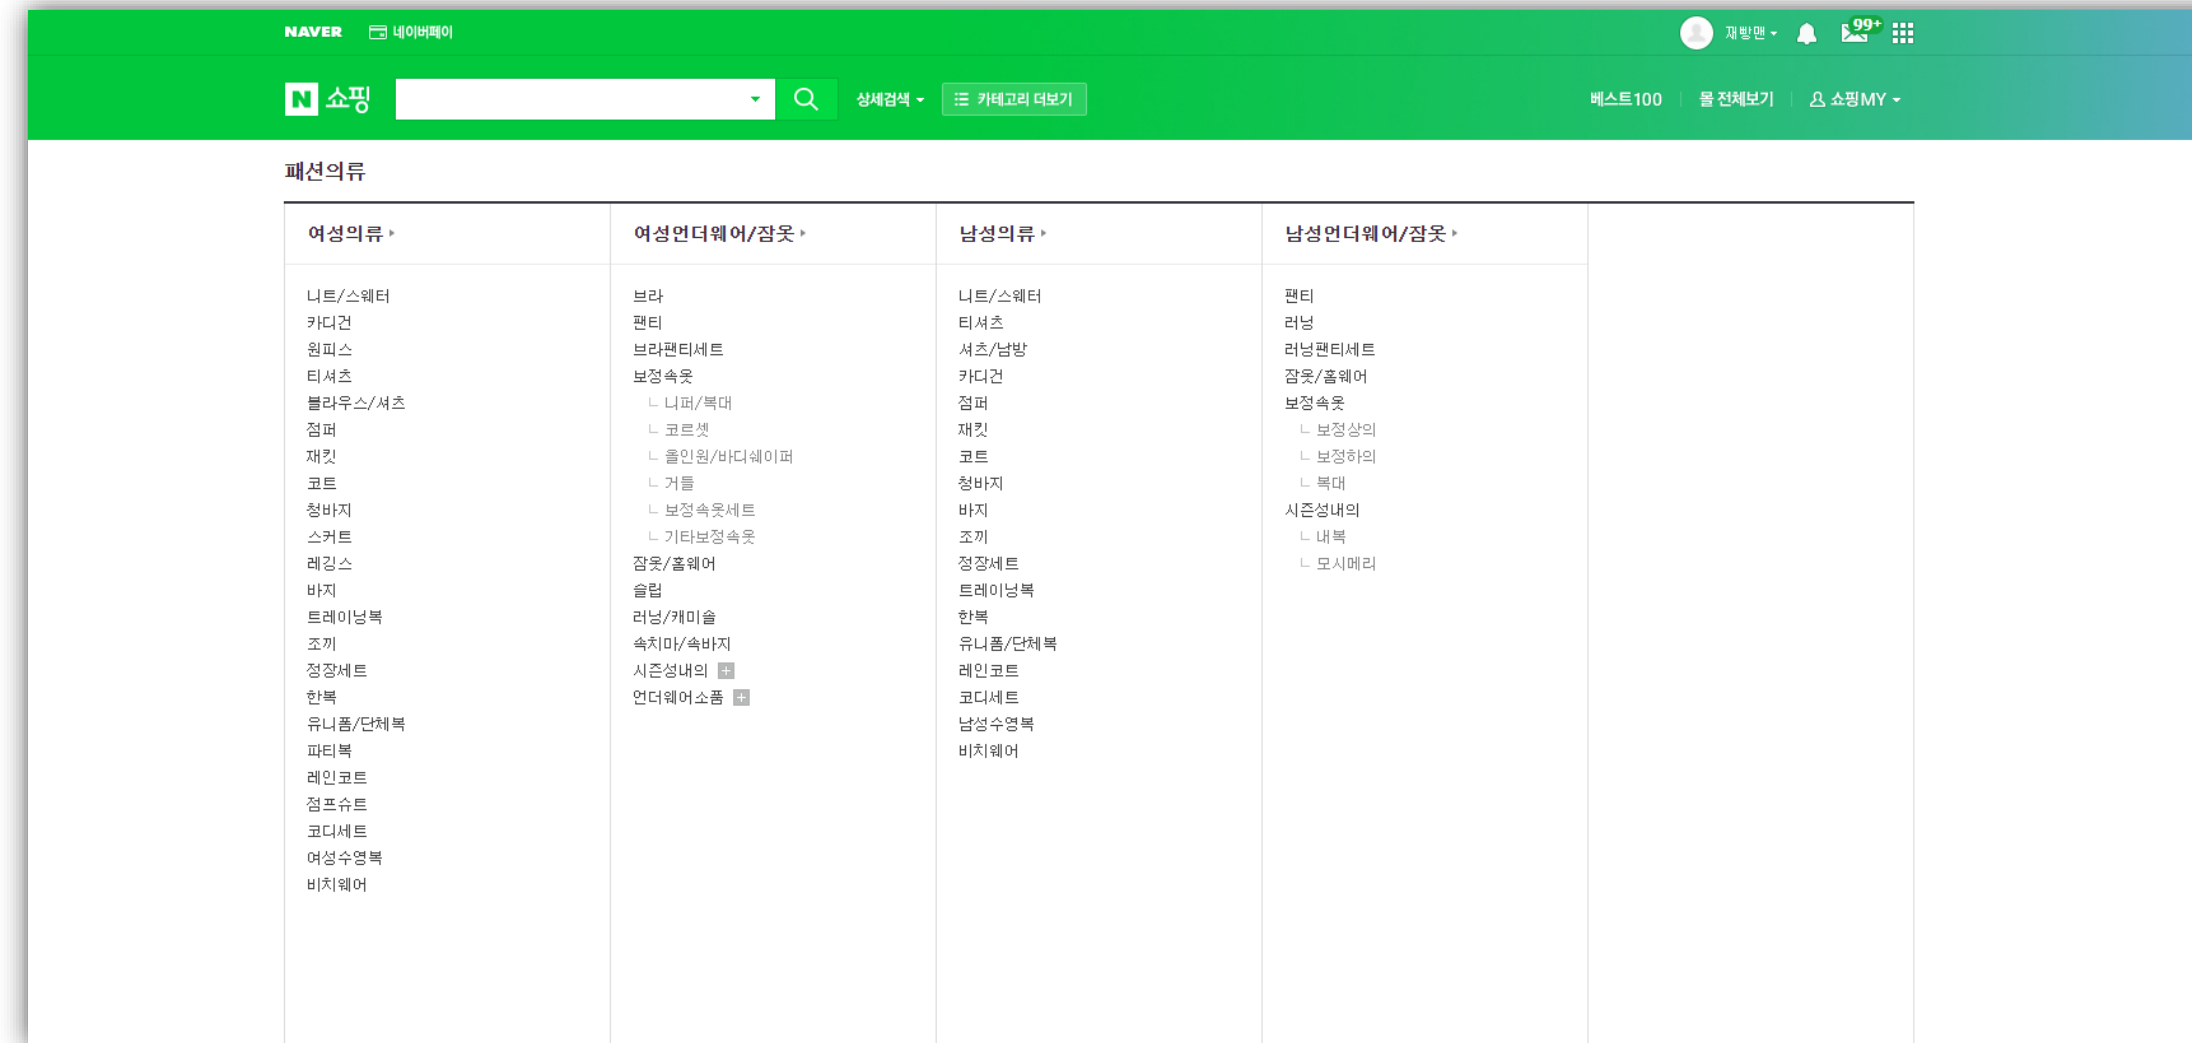 NAVER 네이버페이 재빵맨 99+
N 쇼핑 상세검색 카테고리 더보기 베스트100 몰 전체보기 쇼핑MY
패션의류
여성의류
니트/스웨터
카디건
원피스
티셔츠
블라우스/셔츠
점퍼
재킷
코트
청바지
스커트
레깅스
바지
트레이닝복
조끼
정장세트
한복
유니폼/단체복
파티복
레인코트
점프슈트
코디세트
여성수영복
비치웨어
여성언더웨어/잠옷
브라
팬티
브라팬티세트
보정속옷
ㄴ 니퍼/복대
ㄴ 코르셋
ㄴ 올인원/바디쉐이퍼
ㄴ 거들
ㄴ 보정속옷세트
ㄴ 기타보정속옷
잠옷/홈웨어
슬립
러닝/캐미솔
속치마/속바지
시즌성내의 +
언더웨어소품 +
남성의류
니트/스웨터
티셔츠
셔츠/남방
카디건
점퍼
재킷
코트
청바지
바지
조끼
정장세트
트레이닝복
한복
유니폼/단체복
레인코트
코디세트
남성수영복
비치웨어
남성언더웨어/잠옷
팬티
러닝
러닝팬티세트
잠옷/홈웨어
보정속옷
ㄴ 보정상의
ㄴ 보정하의
ㄴ 복대
시즌성내의
ㄴ 내복
ㄴ 모시메리